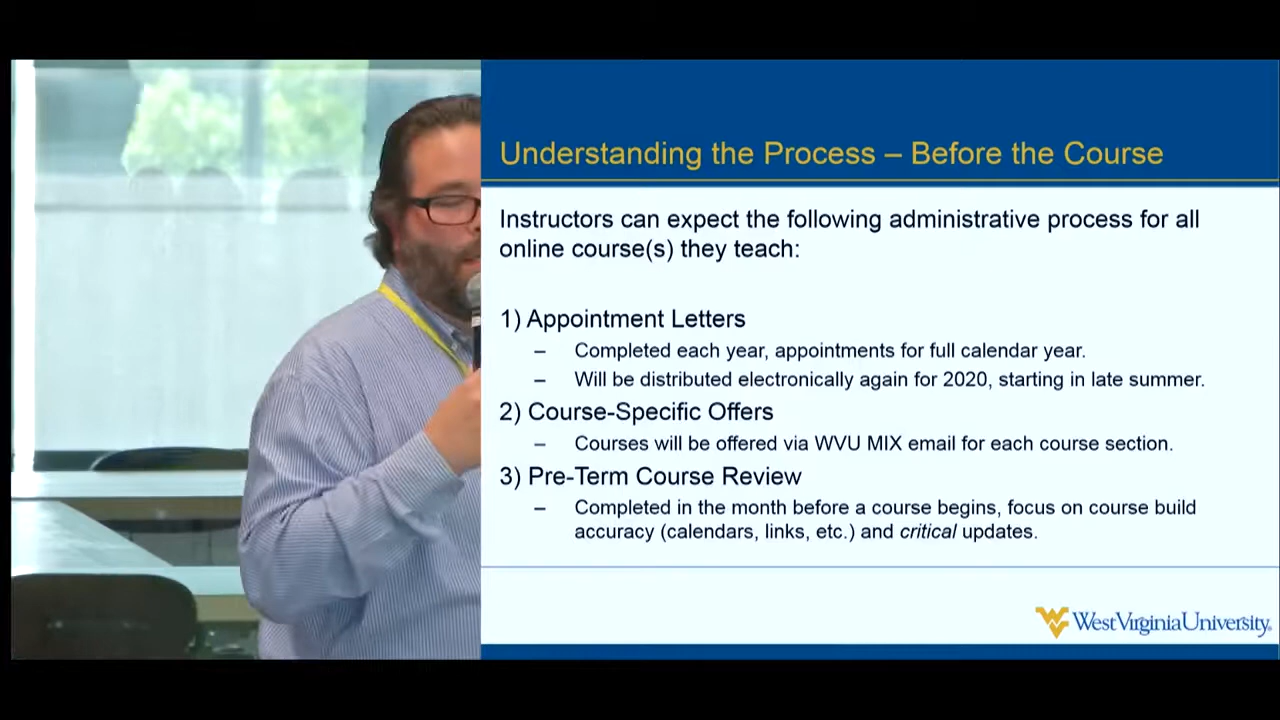 Understanding the Process – Before the Course
Instructors can expect the following administrative process for all
online course(s) they teach:
1) Appointment Letters
– Completed each year, appointments for full calendar year.
– Will be distributed electronically again for 2020, starting in late summer.
2) Course-Specific Offers
– Courses will be offered via WVU MIX email for each course section.
3) Pre-Term Course Review
– Completed in the month before a course begins, focus on course build
accuracy (calendars, links, etc.) and critical updates.
WestVirginiaUniversity.